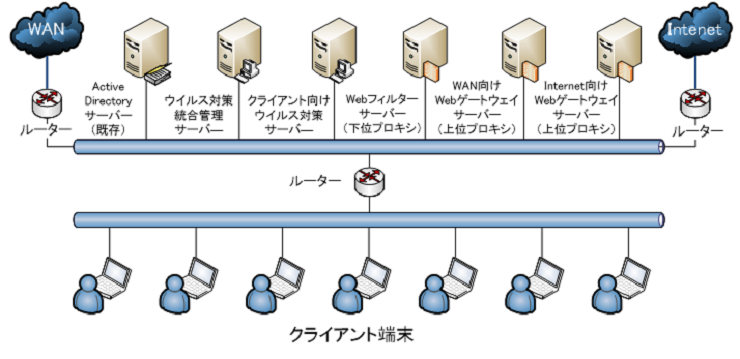 WAN
Intenet
Active
Directory
サーバー
(既存)
ウイルス対策
統合管理
サーバー
クライアント向け
ウイルス対策
サーバー
Webフィルター
サーバー
(下位プロキシ)
WAN向け
Webゲートウェイ
サーバー
(上位プロキシ)
Internet向け
Webゲートウェイ
サーバー
(上位プロキシ)
ルーター
ルーター
ルーター
クライアント端末